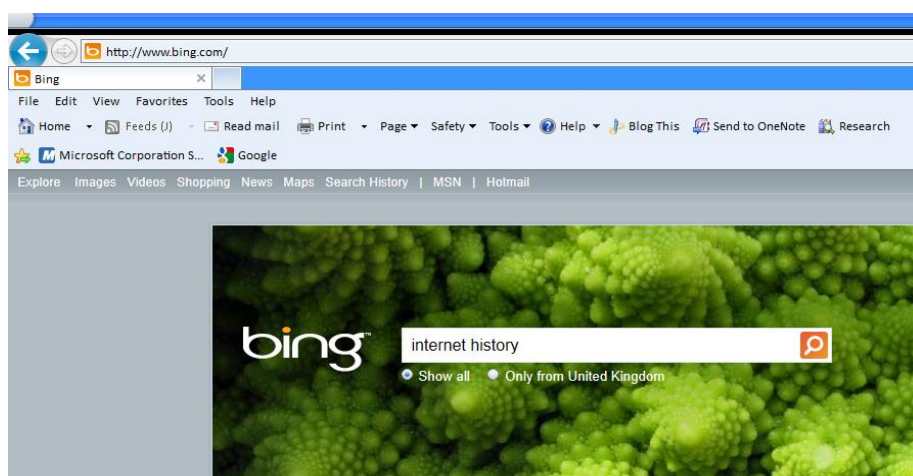 http://www.bing.com/
Bing
File Edit View Favorites Tools Help
Home Feeds (J) Read mail Print Page Safety Tools Help Blog This Send to OneNote Research
Microsoft Corporation S... Google
Explore Images Videos Shopping News Maps Search History | MSN | Hotmail
bing™ internet history
Show all Only from United Kingdom